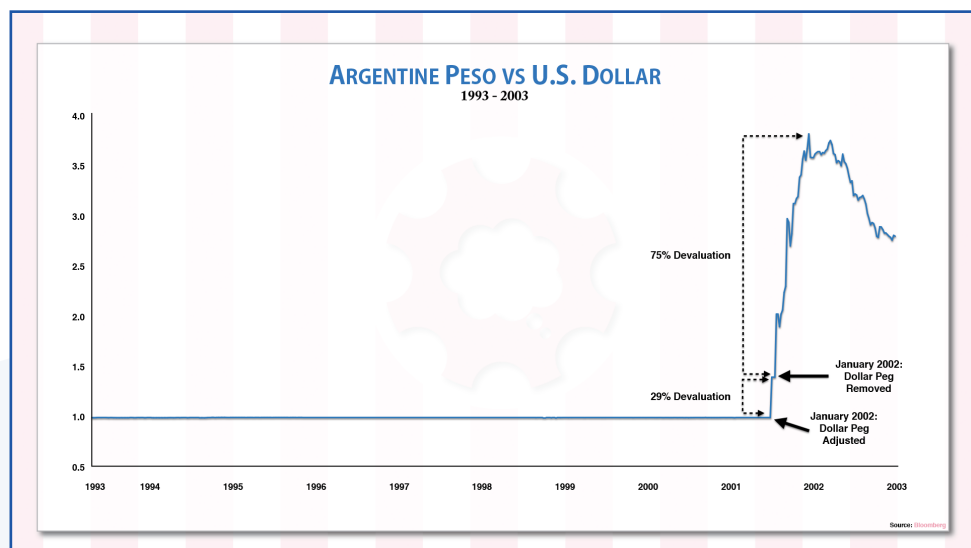 ARGENTINE PESO VS U.S. DOLLAR
1993 - 2003
4.0
3.5
3.0
2.5
2.0
1.5
1.0
0.5
75% Devaluation
29% Devaluation
January 2002:
Dollar Peg
Removed
January 2002:
Dollar Peg
Adjusted
1993 1994 1995 1996 1997 1998 1999 2000 2001 2002 2003
Source: Bloomberg